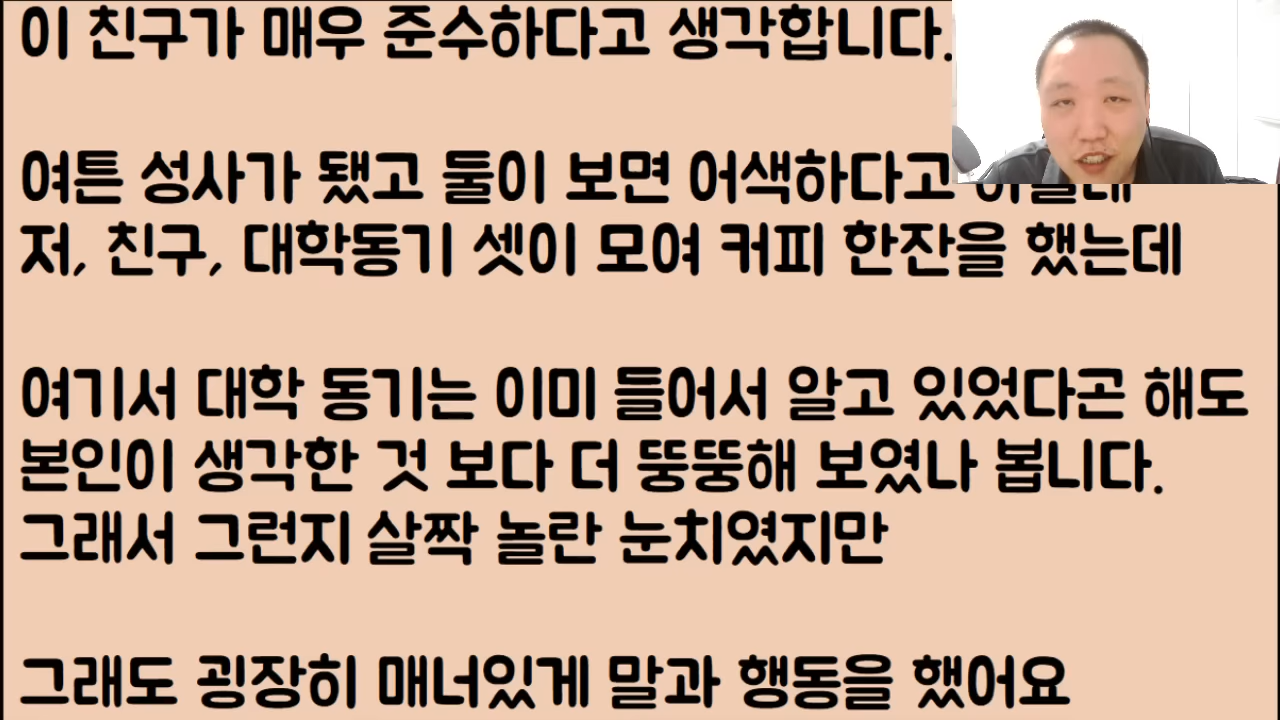 이 친구가 매우 준수하다고 생각합니다.
여튼 성사가 됐고 둘이 보면 어색하다고
저, 친구, 대학동기 셋이 모여 커피 한잔을 했는데
여기서 대학 동기는 이미 들어서 알고 있었다곤 해도
본인이 생각한 것 보다 더 뚱뚱해 보였나 봅니다.
그래서 그런지 살짝 놀란 눈치였지만
그래도 굉장히 매너있게 말과 행동을 했어요